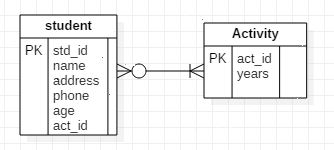 student
PK std_id
name
address
phone
age
act_id
Activity
PK act_id
years